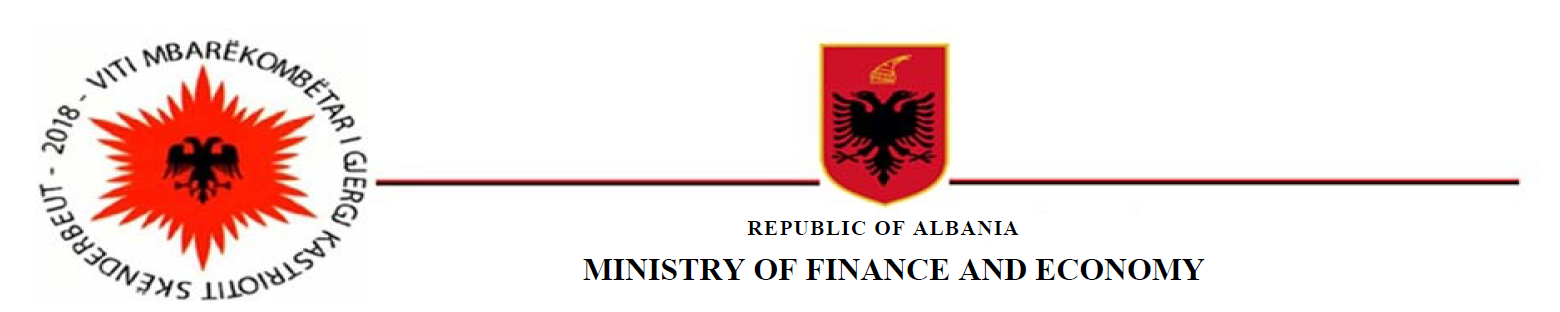 2018 - VITI MBARËKOMBËTAR I GJERGJ KASTRIOTIT SKËNDERBEUT -
REPUBLIC OF ALBANIA
MINISTRY OF FINANCE AND ECONOMY